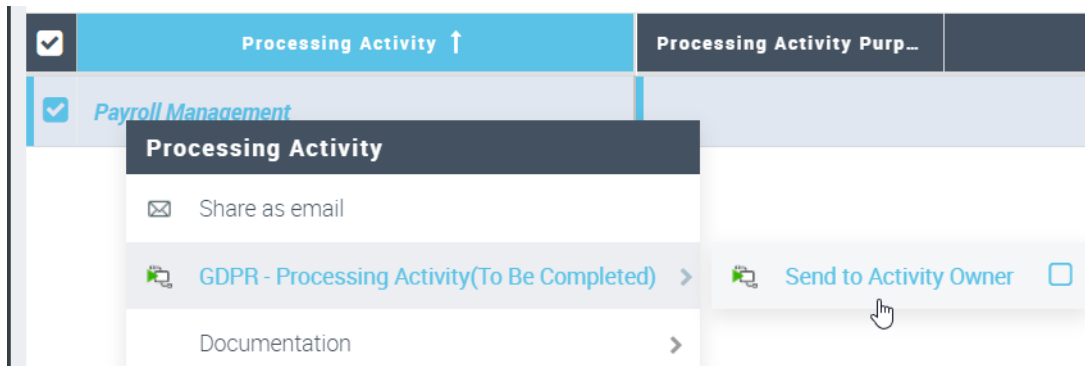 Processing Activity ↑
Processing Activity Purp...
Payroll Management
Processing Activity
Share as email
GDPR - Processing Activity(To Be Completed)
Send to Activity Owner
Documentation